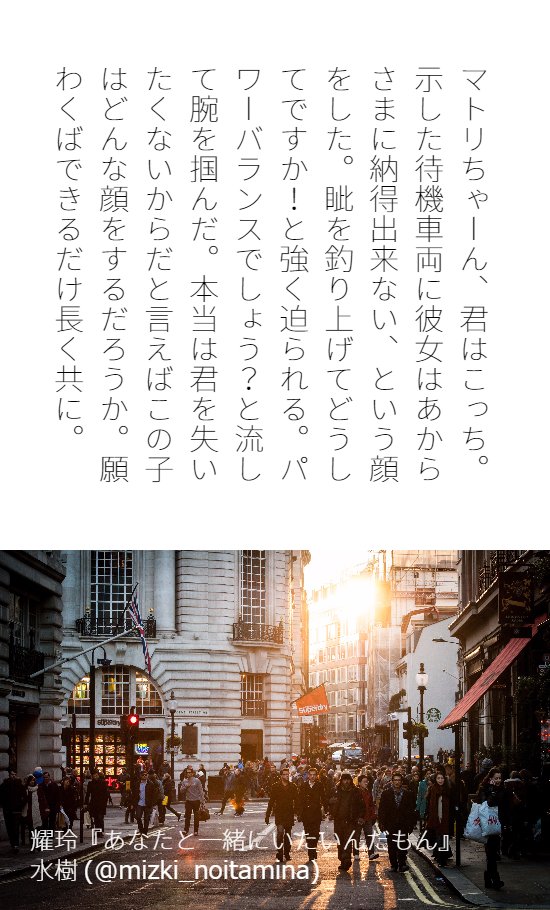 マトリちゃーん、君はこっち。
示した待機車両に彼女はあから
さまに納得出来ない、という顔
をした。眦を釣り上げてどうし
てですか！と強く迫られる。パ
ワーバランスでしょう？と流し
て腕を掴んだ。本当は君を失い
たくないからだと言えばこの子
はどんな顔をするだろうか。願
わくばできるだけ長く共に。
superdry
耀玲『あなたと一緒にいたいんだもん』
水樹 (@mizki_noitamina)